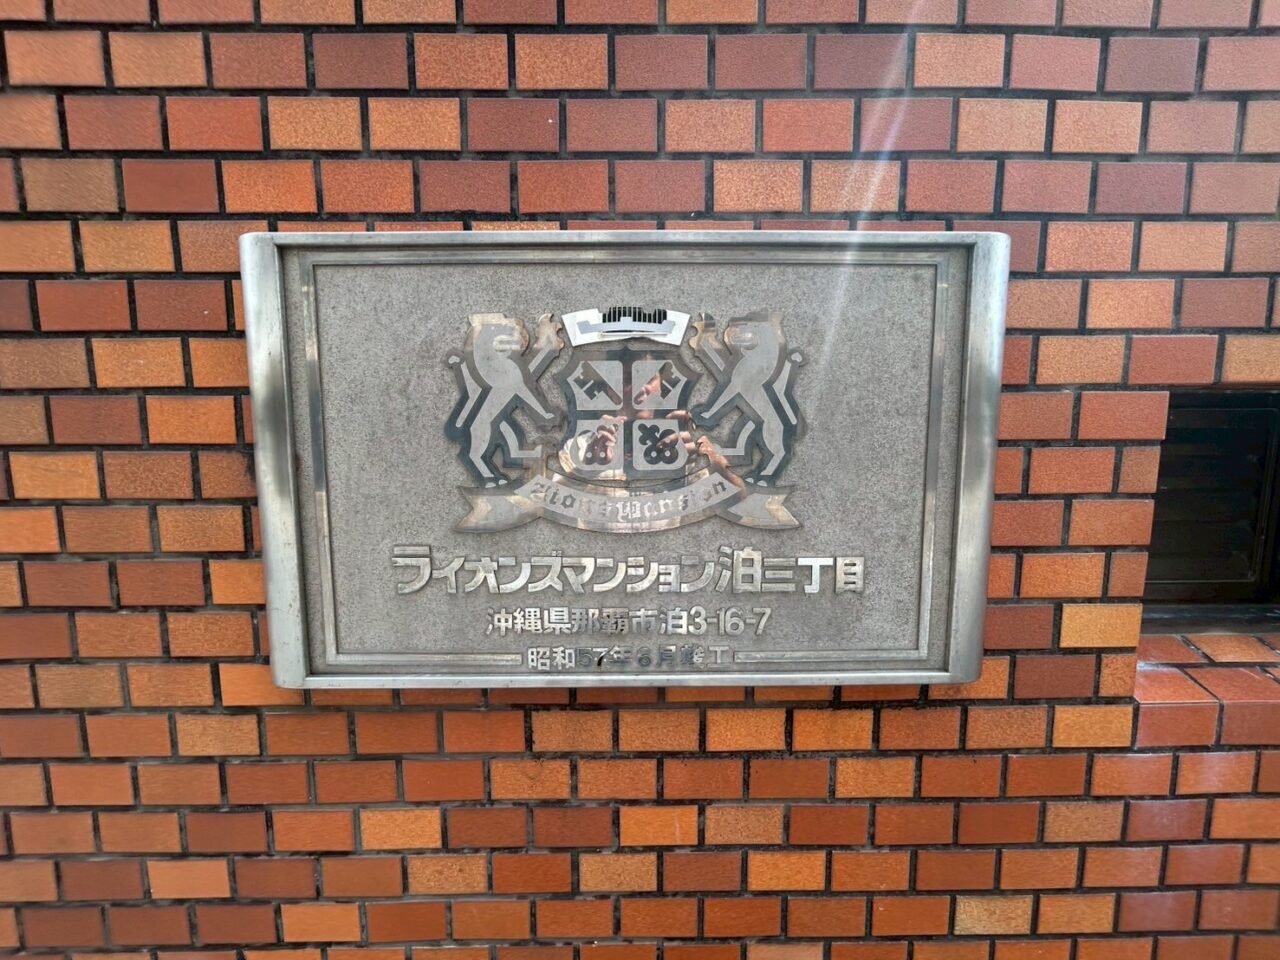 Lions Mansion
ライオンズマンション泊三丁目
沖縄県那覇市泊3-16-7
昭和57年6月竣工